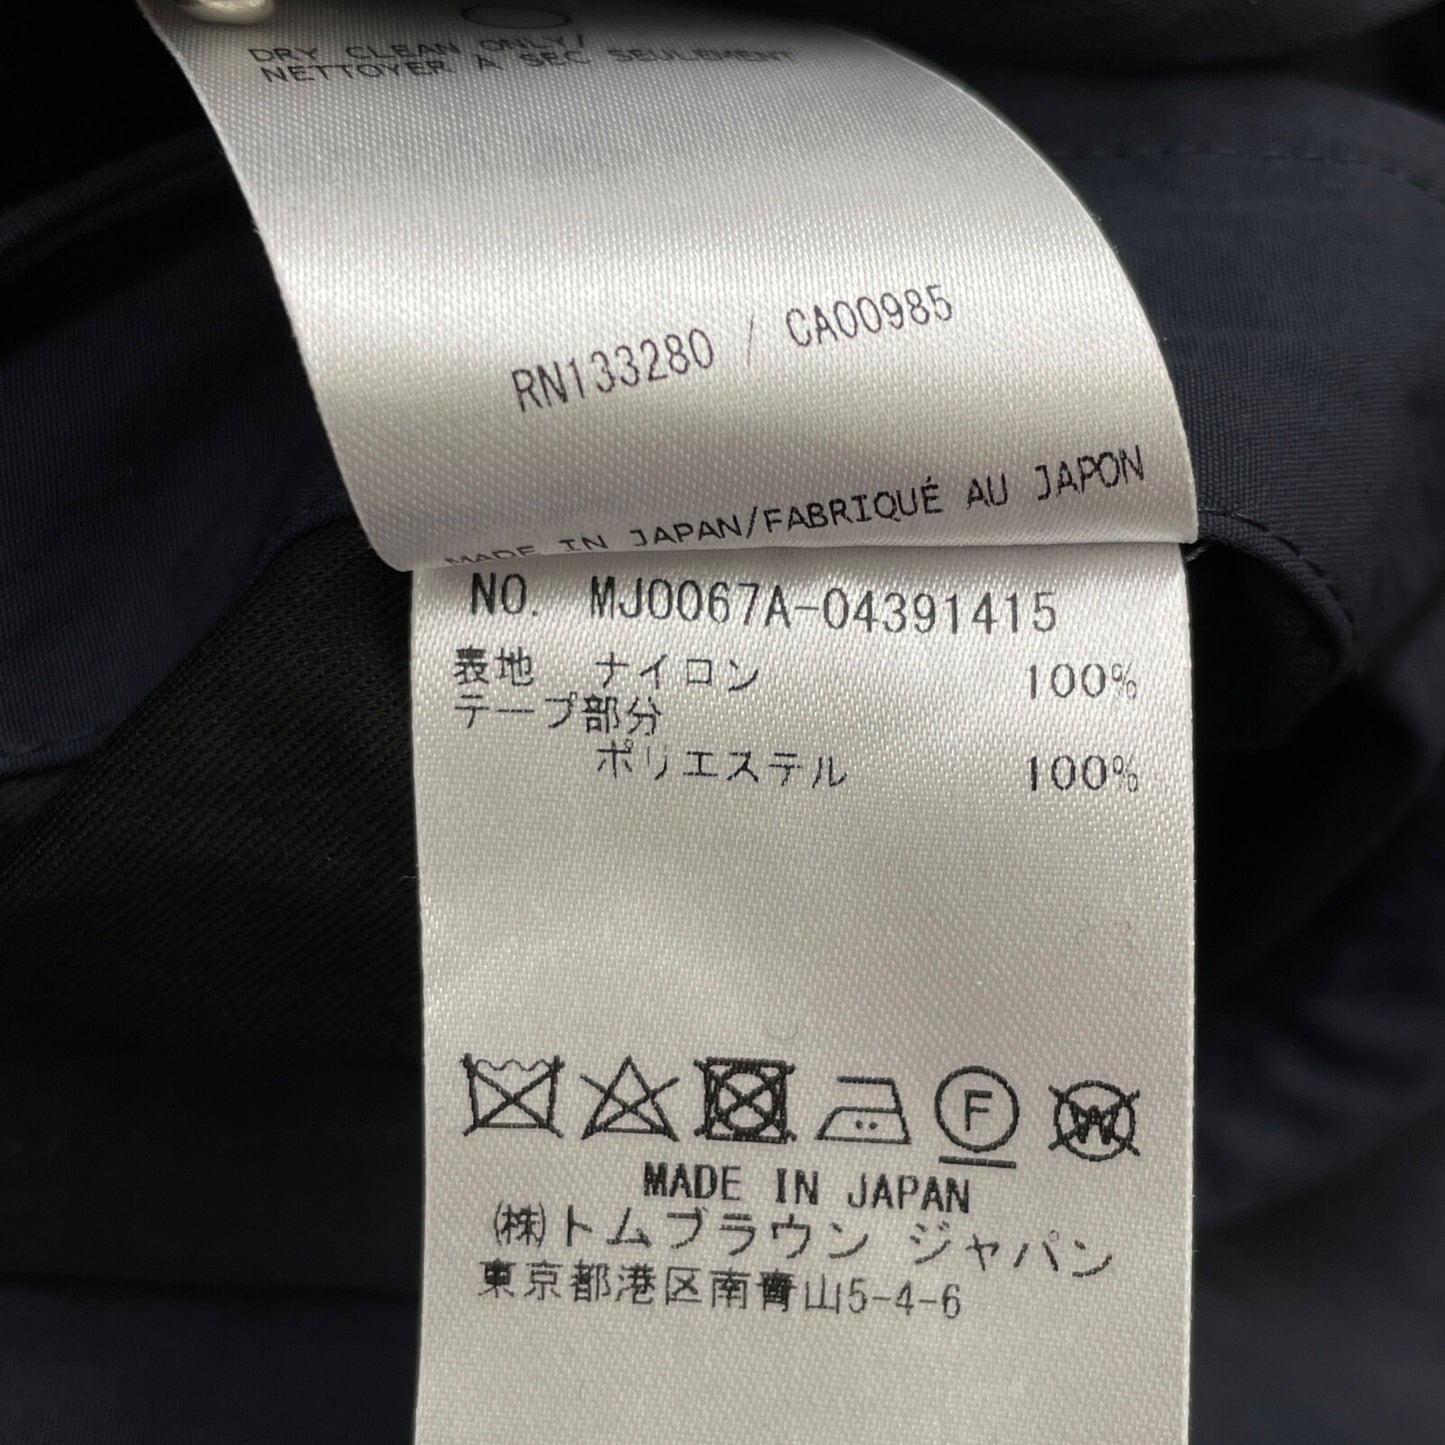 DRY CLEAN ONLY/
NETTOYER A SEC SEULEMENT
RN133280 / CA00985
MADE IN JAPAN/FABRIQUÉ AU JAPON
NO. MJ0067A-04391415
表地 ナイロン 100%
テープ部分
ポリエステル 100%
F W
MADE IN JAPAN
(株)トムブラウン ジャパン
東京都港区南青山5-4-6